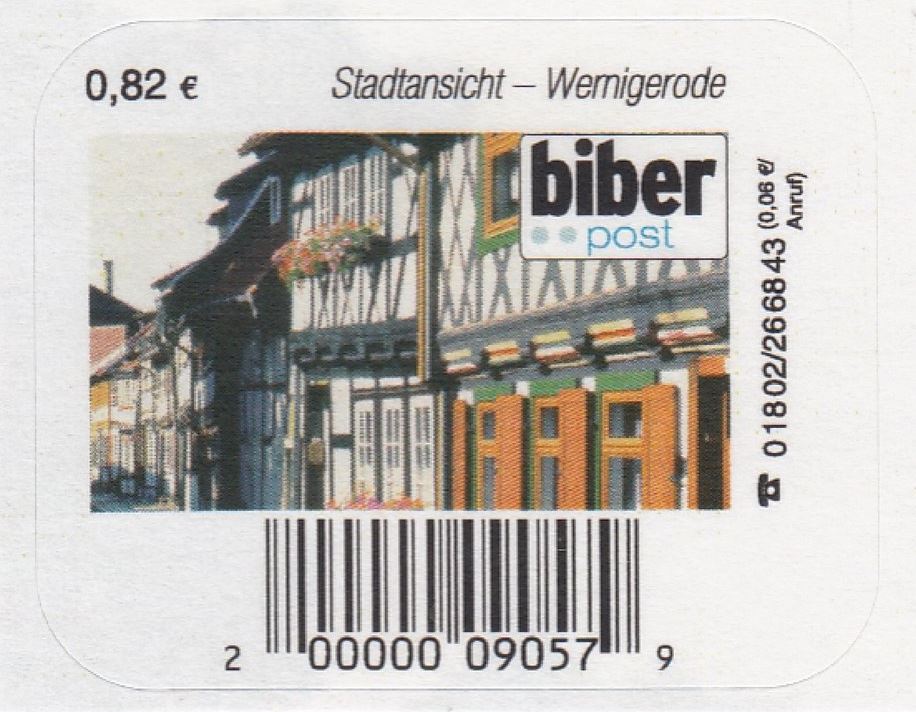 0,82 €
Stadtansicht – Wernigerode
biber
post
☎ 01802/266843 (0,06 €/
Anruf)
2 00000 09057 9